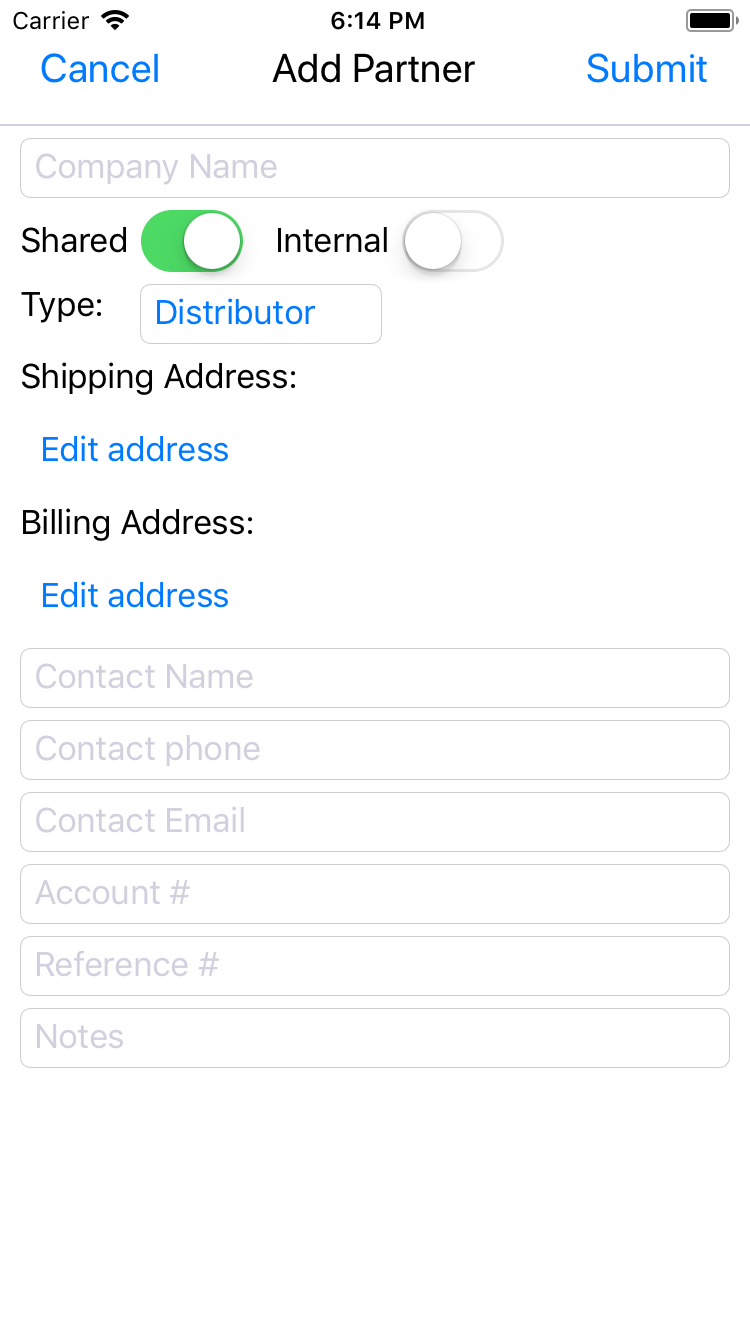 Carrier 6:14 PM
Cancel Add Partner Submit
Company Name
Shared Internal
Type: Distributor
Shipping Address:
Edit address
Billing Address:
Edit address
Contact Name
Contact phone
Contact Email
Account #
Reference #
Notes